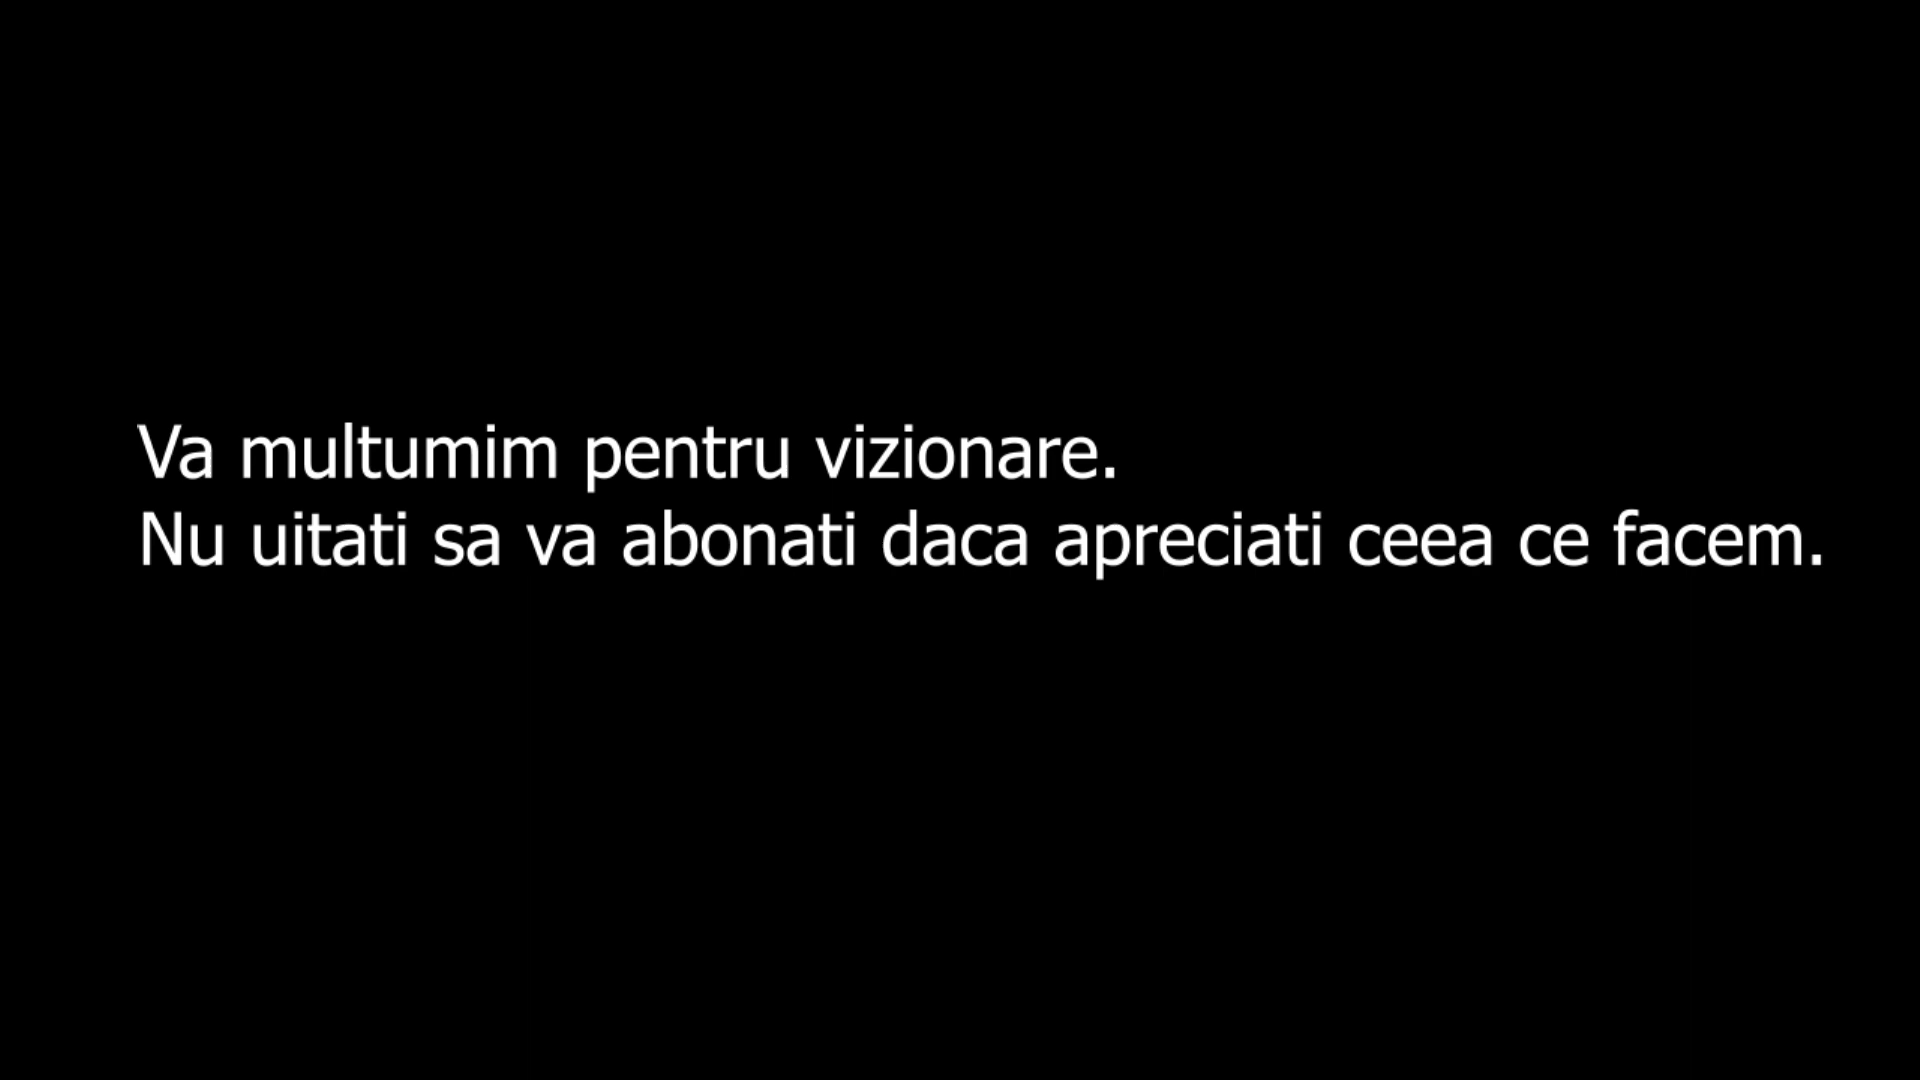 Va multumim pentru vizionare.
Nu uitati sa va abonati daca apreciati ceea ce facem.